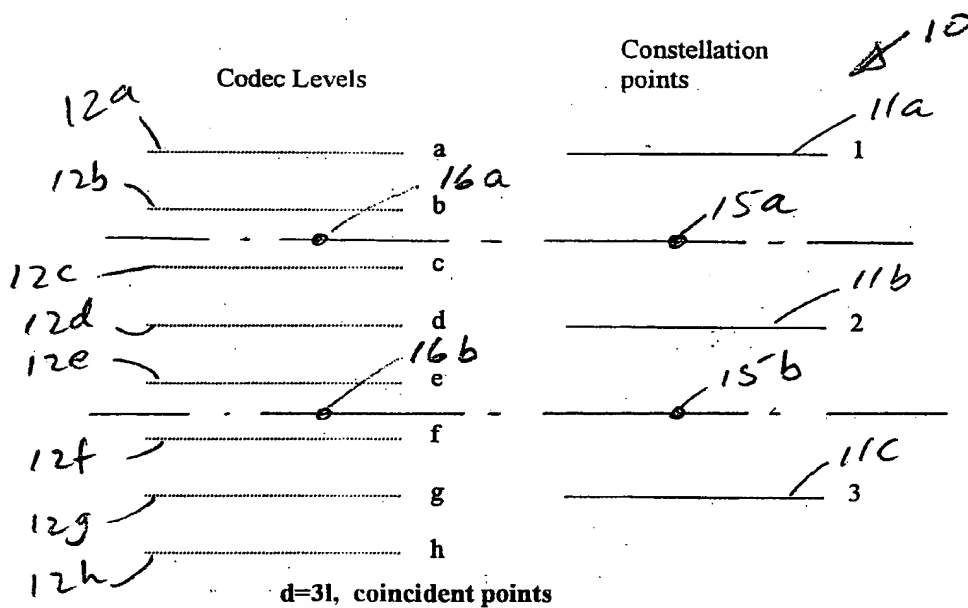 10
Codec Levels
Constellation
points
12a
a
11a
1
12b
b
16a
15a
12c
c
11b
12d
d
2
12e
e
16b
15b
12f
f
11c
12g
g
3
12h
h
d=3l, coincident points